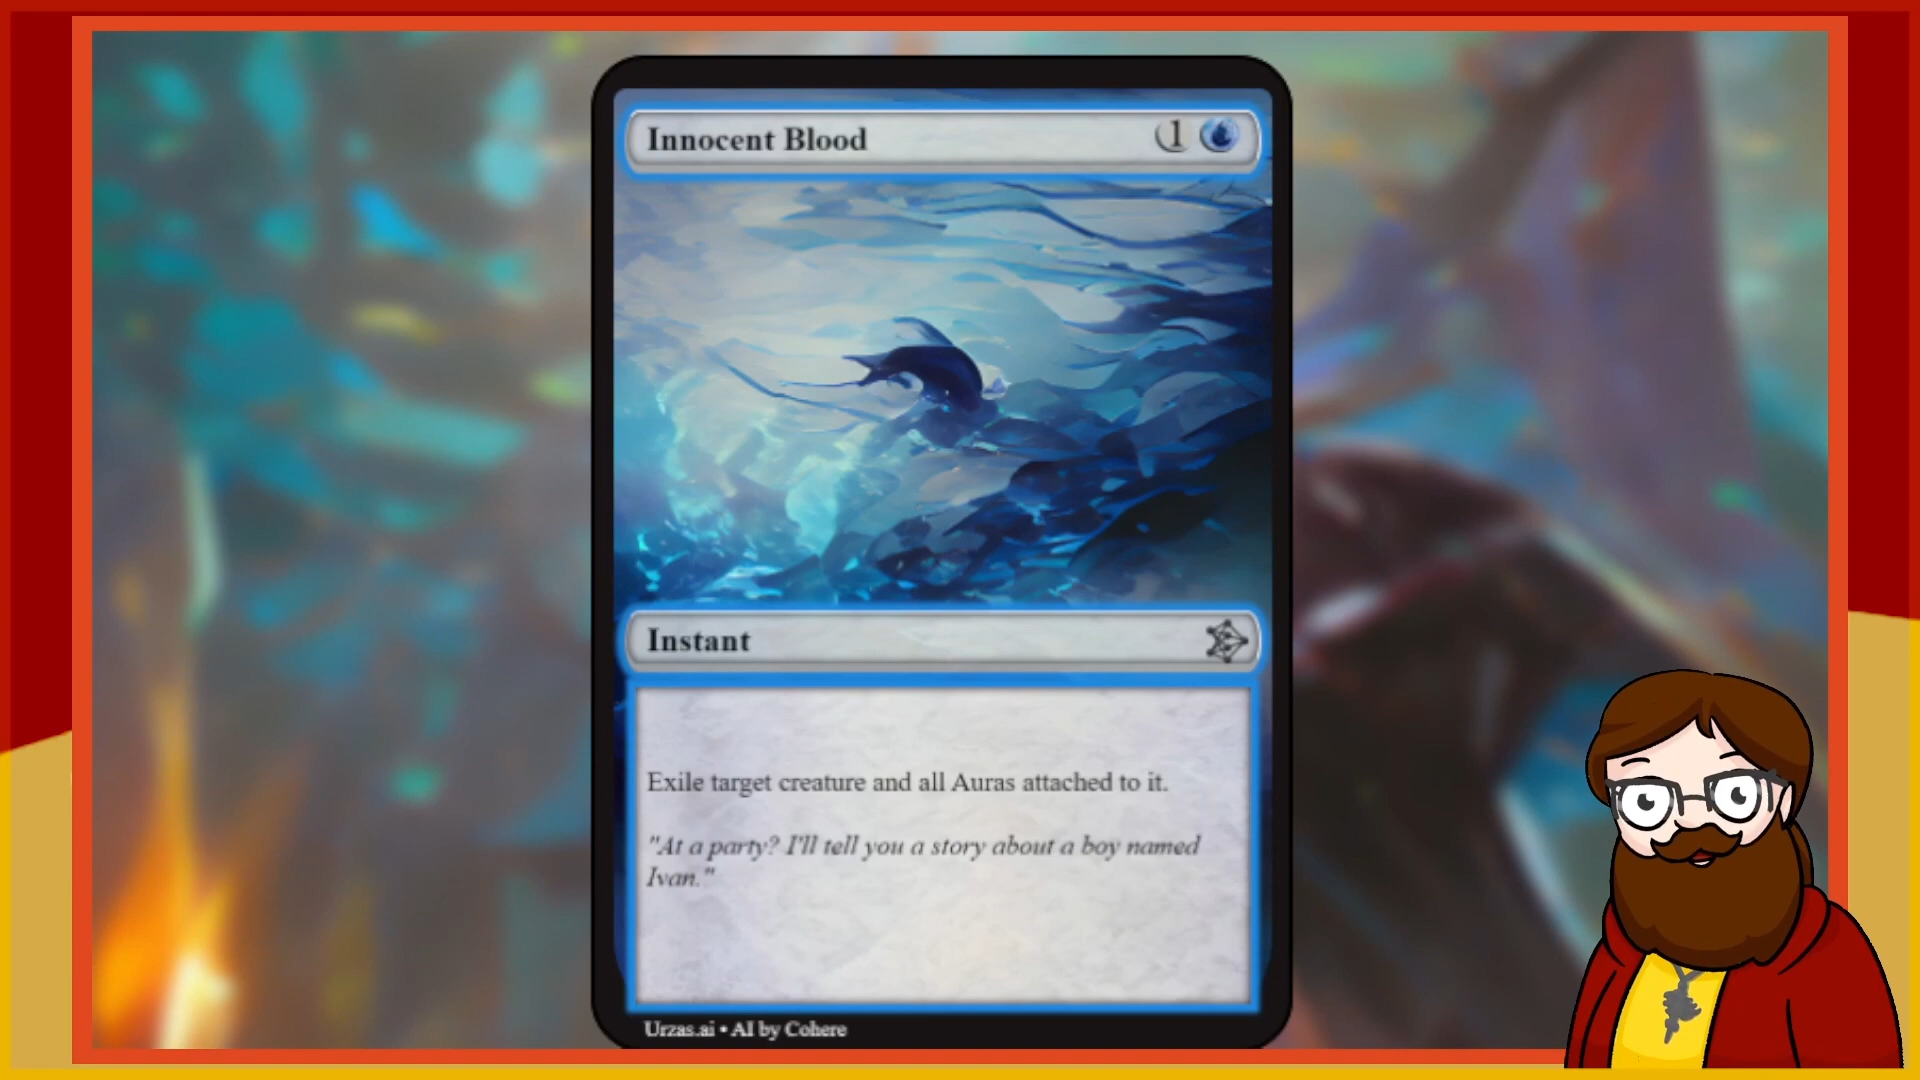 Innocent Blood 1
Instant
Exile target creature and all Auras attached to it.
"At a party? I'll tell you a story about a boy named
Ivan."
Urzas.ai • AI by Cohere